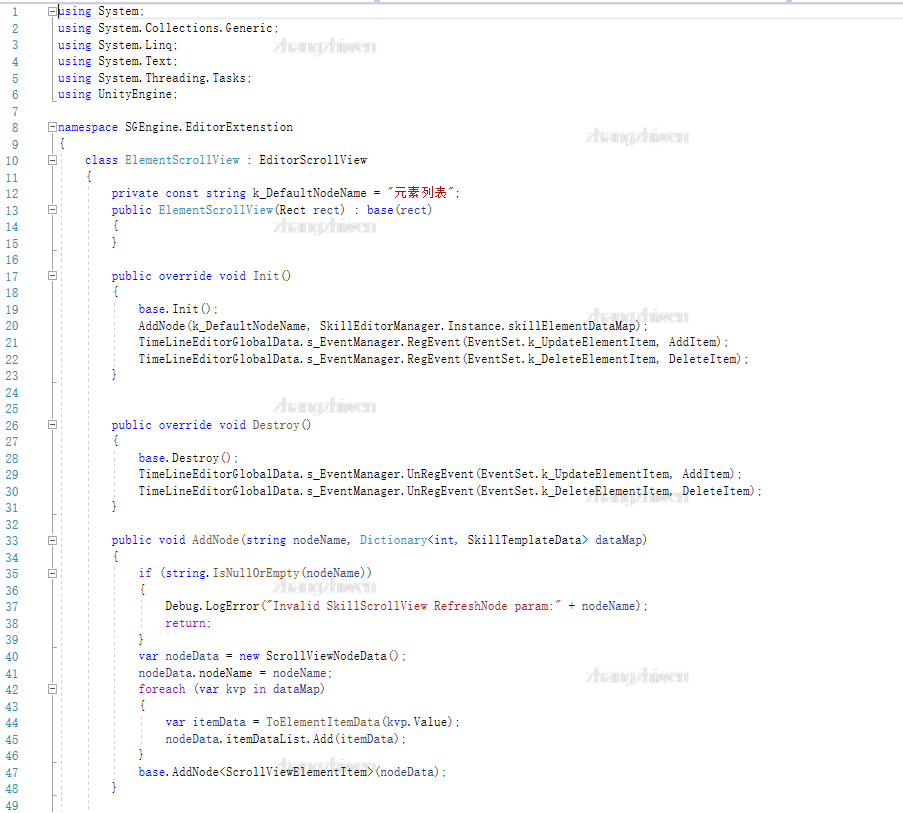 1 using System;
2 using System.Collections.Generic;
3 using System.Linq;
4 using System.Text;
5 using System.Threading.Tasks;
6 using UnityEngine;
7
8 namespace SGEngine.EditorExtenstion
9 {
10 class ElementScrollView : EditorScrollView
11 {
12 private const string k_DefaultNodeName = "元素列表";
13 public ElementScrollView(Rect rect) : base(rect)
14 {
15 }
16
17 public override void Init()
18 {
19 base.Init();
20 AddNode(k_DefaultNodeName, SkillEditorManager.Instance.skillElementDataMap);
21 TimeLineEditorGlobalData.s_EventManager.RegEvent(EventSet.k_UpdateElementItem, AddItem);
22 TimeLineEditorGlobalData.s_EventManager.RegEvent(EventSet.k_DeleteElementItem, DeleteItem);
23 }
24
25
26 public override void Destroy()
27 {
28 base.Destroy();
29 TimeLineEditorGlobalData.s_EventManager.UnRegEvent(EventSet.k_UpdateElementItem, AddItem);
30 TimeLineEditorGlobalData.s_EventManager.UnRegEvent(EventSet.k_DeleteElementItem, DeleteItem);
31 }
32
33 public void AddNode(string nodeName, Dictionary<int, SkillTemplateData> dataMap)
34 {
35 if (string.IsNullOrEmpty(nodeName))
36 {
37 Debug.LogError("Invalid SkillScrollView RefreshNode param:" + nodeName);
38 return;
39 }
40 var nodeData = new ScrollViewNodeData();
41 nodeData.nodeName = nodeName;
42 foreach (var kvp in dataMap)
43 {
44 var itemData = ToElementItemData(kvp.Value);
45 nodeData.itemDataList.Add(itemData);
46 }
47 base.AddNode<ScrollViewElementItem>(nodeData);
48 }
49
zhangzhiwen
zhangzhiwen
zhangzhiwen
zhangzhiwen
zhangzhiwen
zhangzhiwen
zhangzhiwen
zhangzhiwen
zhangzhiwen